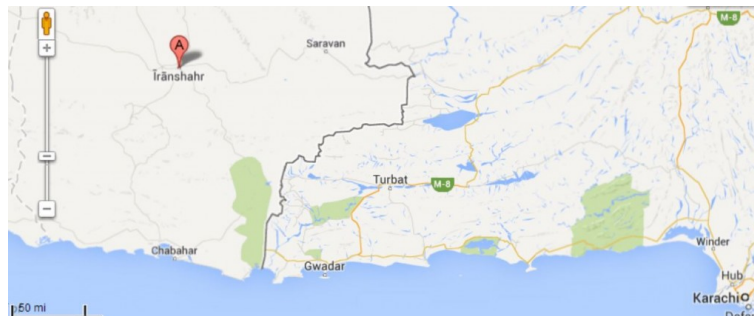 A
Īrānshahr
Saravan
M-8
M-8
Turbat
Chabahar
Gwadar
Winder
Hub
Karachi
50 mi